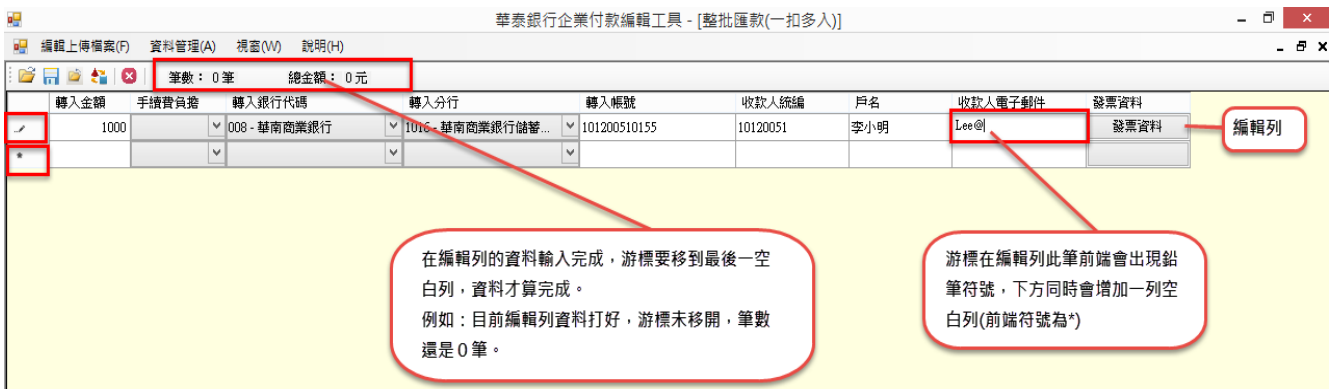 華泰銀行企業付款編輯工具 - [整批匯款(一扣多入)]
編輯上傳檔案(F) 資料管理(A) 視窗(W) 說明(H)
筆數： 0 筆 總金額： 0 元
轉入金額 手續費負擔 轉入銀行代碼 轉入分行 轉入帳號 收款人統編 戶名 收款人電子郵件 發票資料
1000 008 - 華南商業銀行 1016 - 華南商業銀行儲蓄... 101200510155 10120051 李小明 Lee@ 發票資料
*
編輯列
在編輯列的資料輸入完成，游標要移到最後一空
白列，資料才算完成。
例如：目前編輯列資料打好，游標未移開，筆數
還是０筆。
游標在編輯列此筆前端會出現鉛
筆符號，下方同時會增加一列空
白列(前端符號為*)